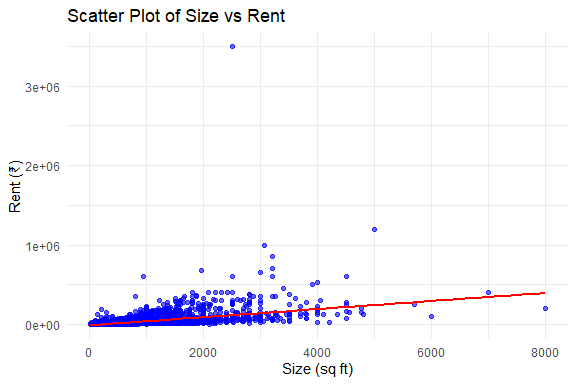 Scatter Plot of Size vs Rent
3e+06
2e+06
1e+06
0e+00
Rent (₹)
0 2000 4000 6000 8000
Size (sq ft)